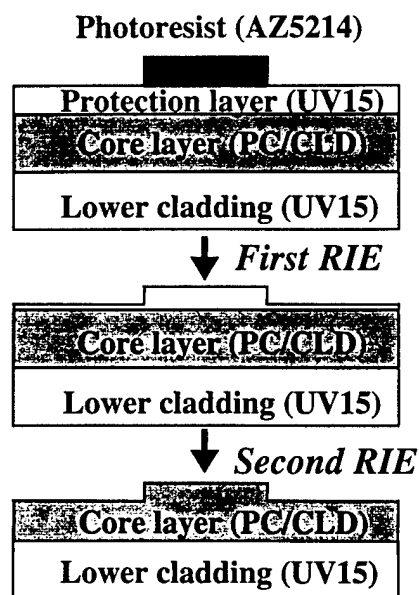 Photoresist (AZ5214)
Protection layer (UV15)
Core layer (PC/CLD)
Lower cladding (UV15)
First RIE
Core layer (PC/CLD)
Lower cladding (UV15)
Second RIE
Core layer (PC/CLD)
Lower cladding (UV15)